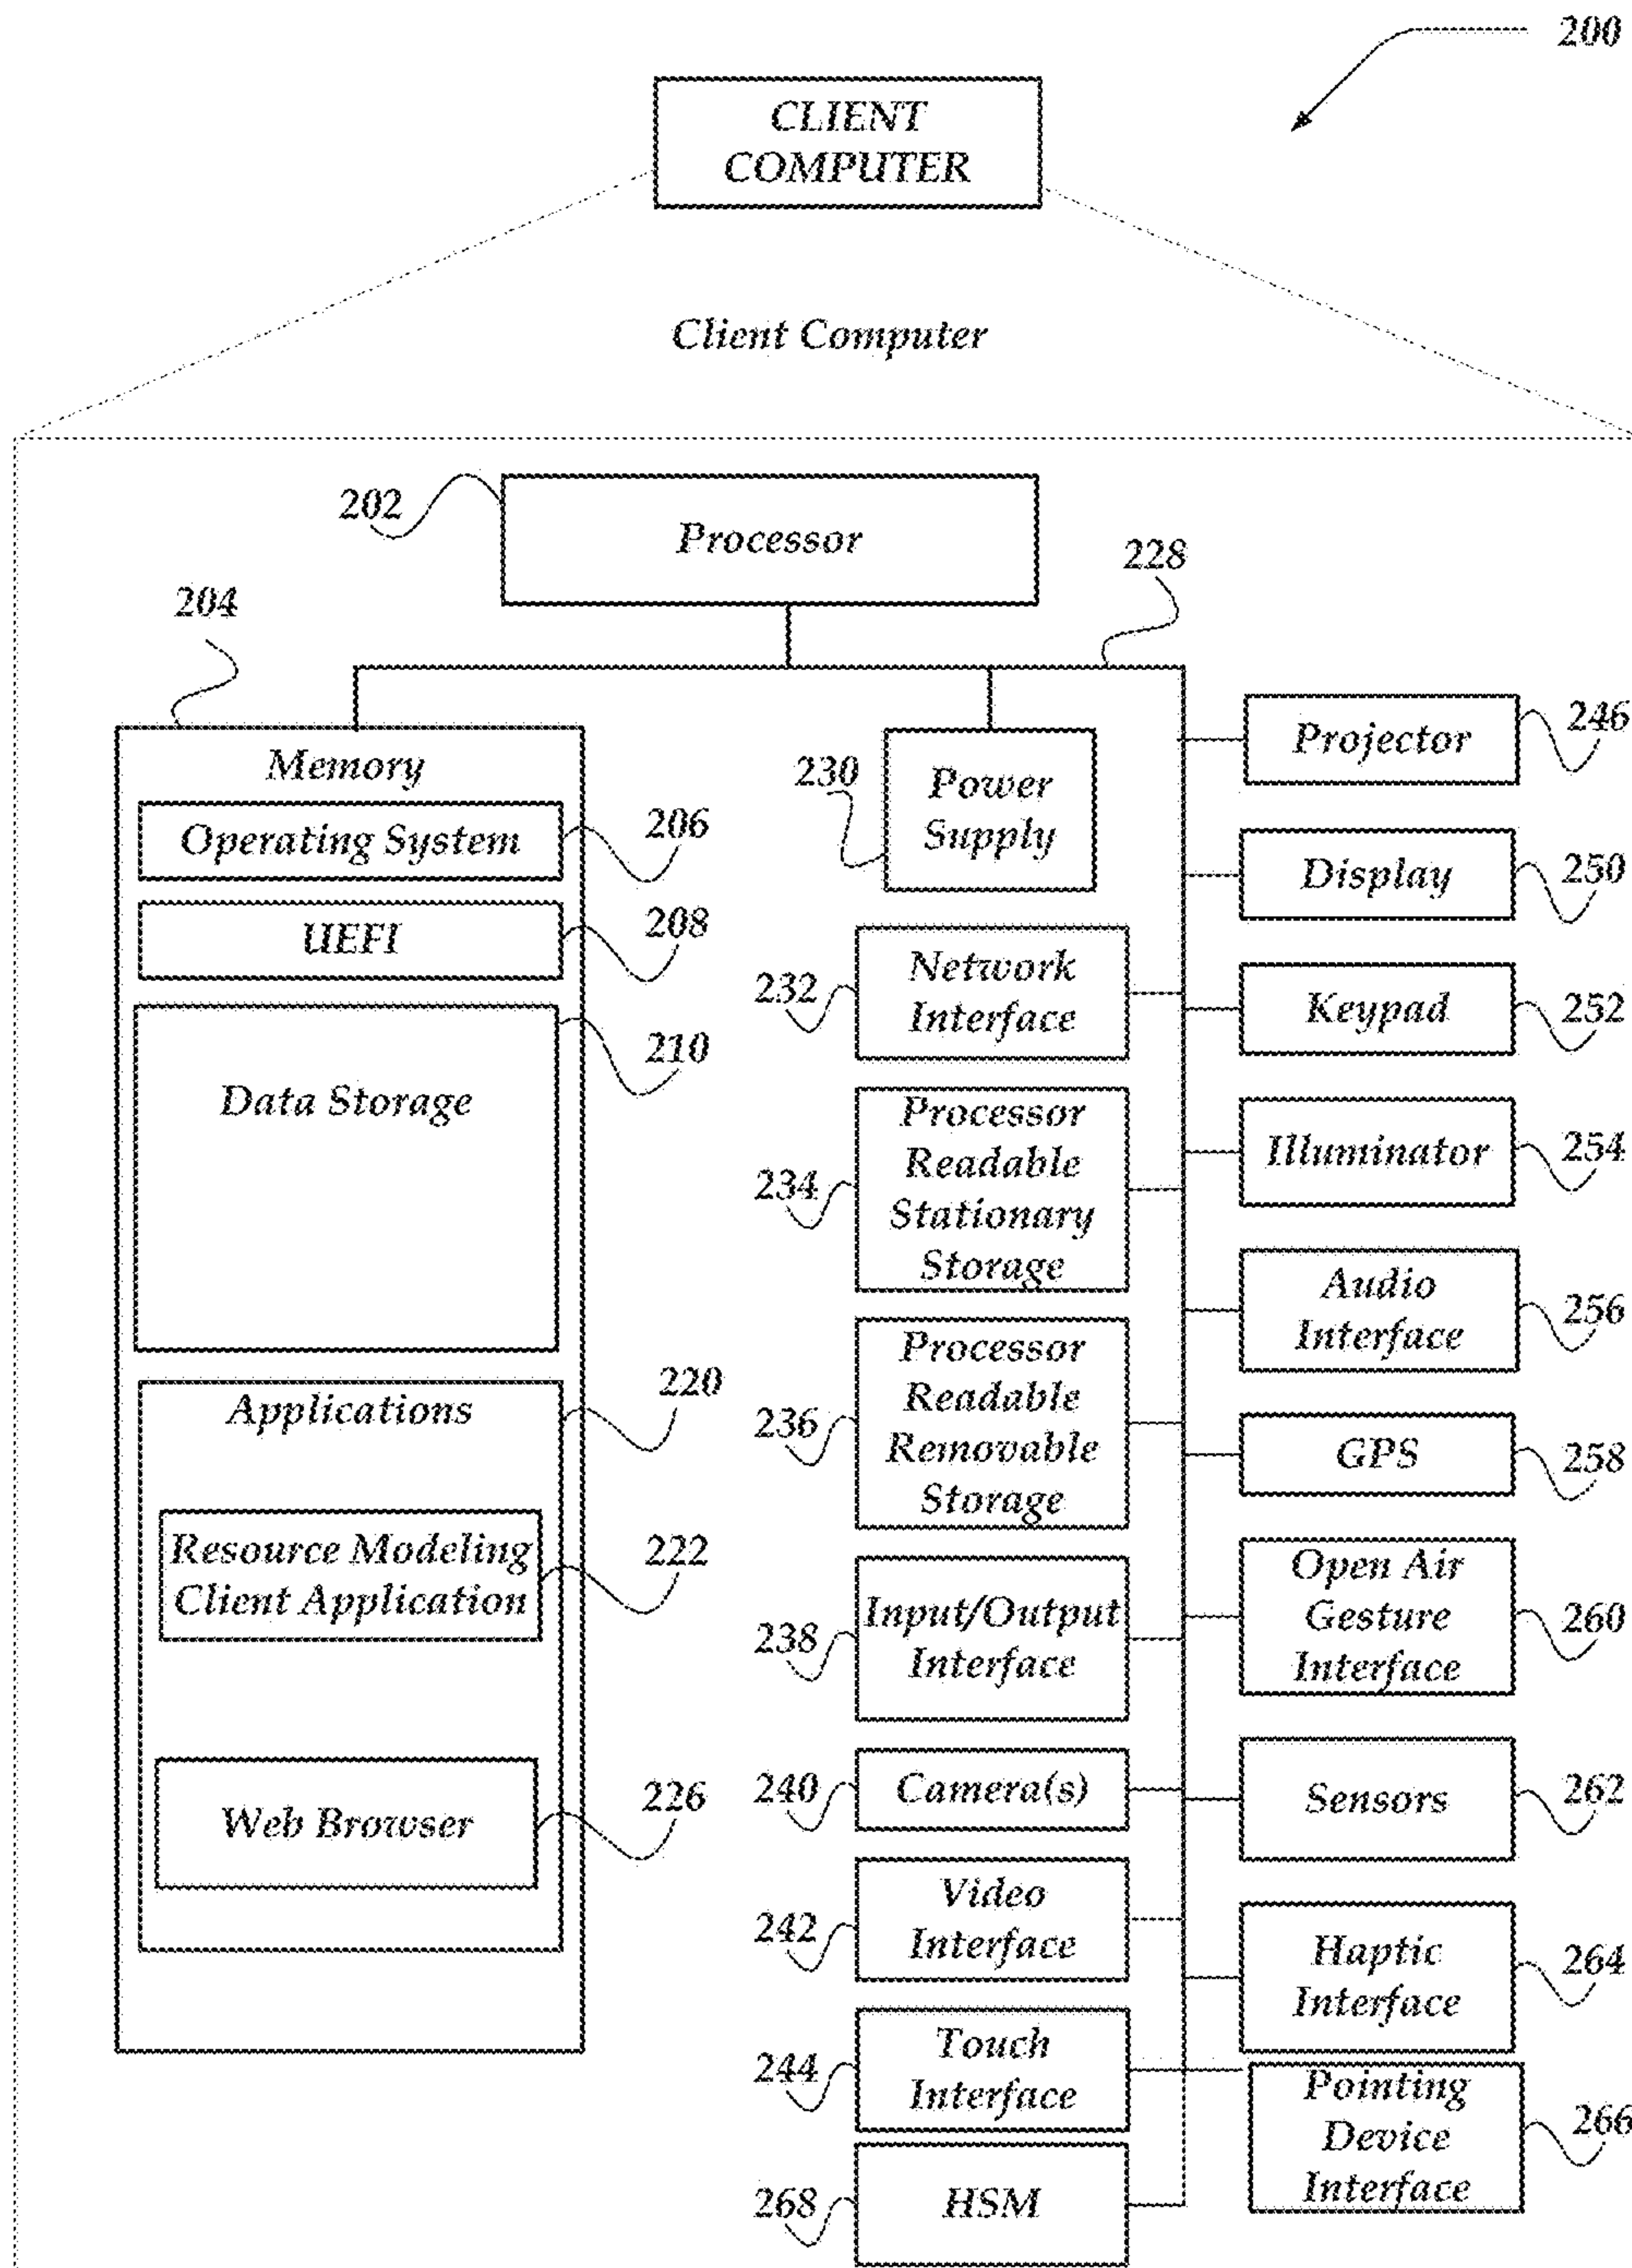 200
CLIENT
COMPUTER
Client Computer
202
Processor
228
204
Memory
Operating System
206
UEFI
208
Data Storage
210
Applications
220
Resource Modeling
Client Application
222
Web Browser
226
230
Power
Supply
232
Network
Interface
234
Processor
Readable
Stationary
Storage
236
Processor
Readable
Removable
Storage
238
Input/Output
Interface
240
Camera(s)
242
Video
Interface
244
Touch
Interface
268
HSM
Projector
246
Display
250
Keypad
252
Illuminator
254
Audio
Interface
256
GPS
258
Open Air
Gesture
Interface
260
Sensors
262
Haptic
Interface
264
Pointing
Device
Interface
266